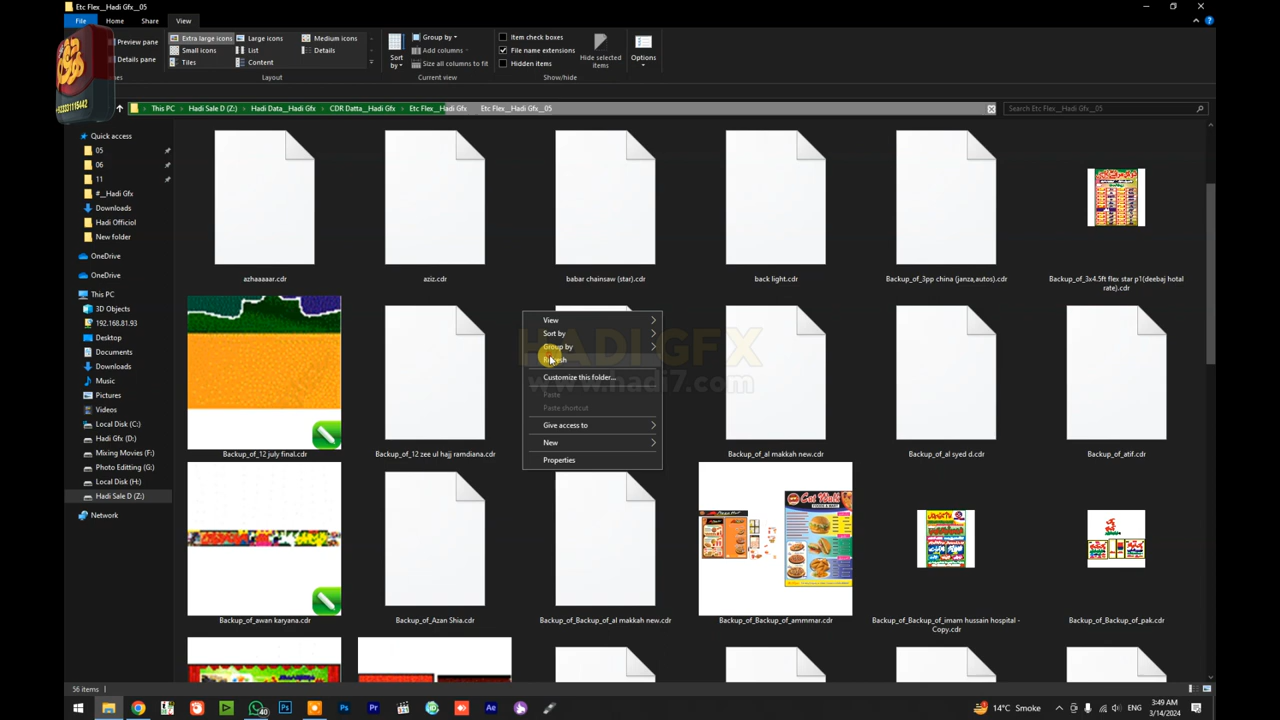 Etc Flex__Hadi Gfx__05
File
Home
Share
View
Preview pane
Details pane
Extra large icons
Large icons
Medium icons
Small icons
List
Details
Tiles
Content
Layout
Sort by
Group by
Add columns
Size all columns to fit
Current view
Item check boxes
File name extensions
Hidden items
Hide selected items
Show/hide
Options
This PC
Hadi Sale D (Z:)
Hadi Data__Hadi Gfx
CDR Datta__Hadi Gfx
Etc Flex__Hadi Gfx
Etc Flex__Hadi Gfx__05
Search Etc Flex__Hadi Gfx__05
Quick access
05
06
11
#__Hadi Gfx
Downloads
Hadi Officiol
New folder
OneDrive
OneDrive
This PC
3D Objects
192.168.81.93
Desktop
Documents
Downloads
Music
Pictures
Videos
Local Disk (C:)
Hadi Gfx (D:)
Mixing Movies (F:)
Photo Editting (G:)
Local Disk (H:)
Hadi Sale D (Z:)
Network
azhaaaaar.cdr
aziz.cdr
babar chainsaw (star).cdr
back light.cdr
Backup_of_3pp china (janza,autos).cdr
Backup_of_3x4.5ft flex star p1(deebaj hotal
rate).cdr
View
Sort by
Group by
Refresh
Customize this folder...
Paste
Paste shortcut
Give access to
New
Properties
HADI GFX
www.hadi7.com
Backup_of_12 july final.cdr
Backup_of_12 zee ul hajj ramdiana.cdr
Backup_of_al makkah new.cdr
Backup_of_al syed d.cdr
Backup_of_atif.cdr
Cat Walk
Backup_of_awan karyana.cdr
Backup_of_Azan Shia.cdr
Backup_of_Backup_of_al makkah new.cdr
Backup_of_Backup_of_ammmar.cdr
Backup_of_Backup_of_imam hussain hospital -
Copy.cdr
Backup_of_Backup_of_pak.cdr
56 items
40
14°C Smoke
ENG
3:49 AM
3/14/2024